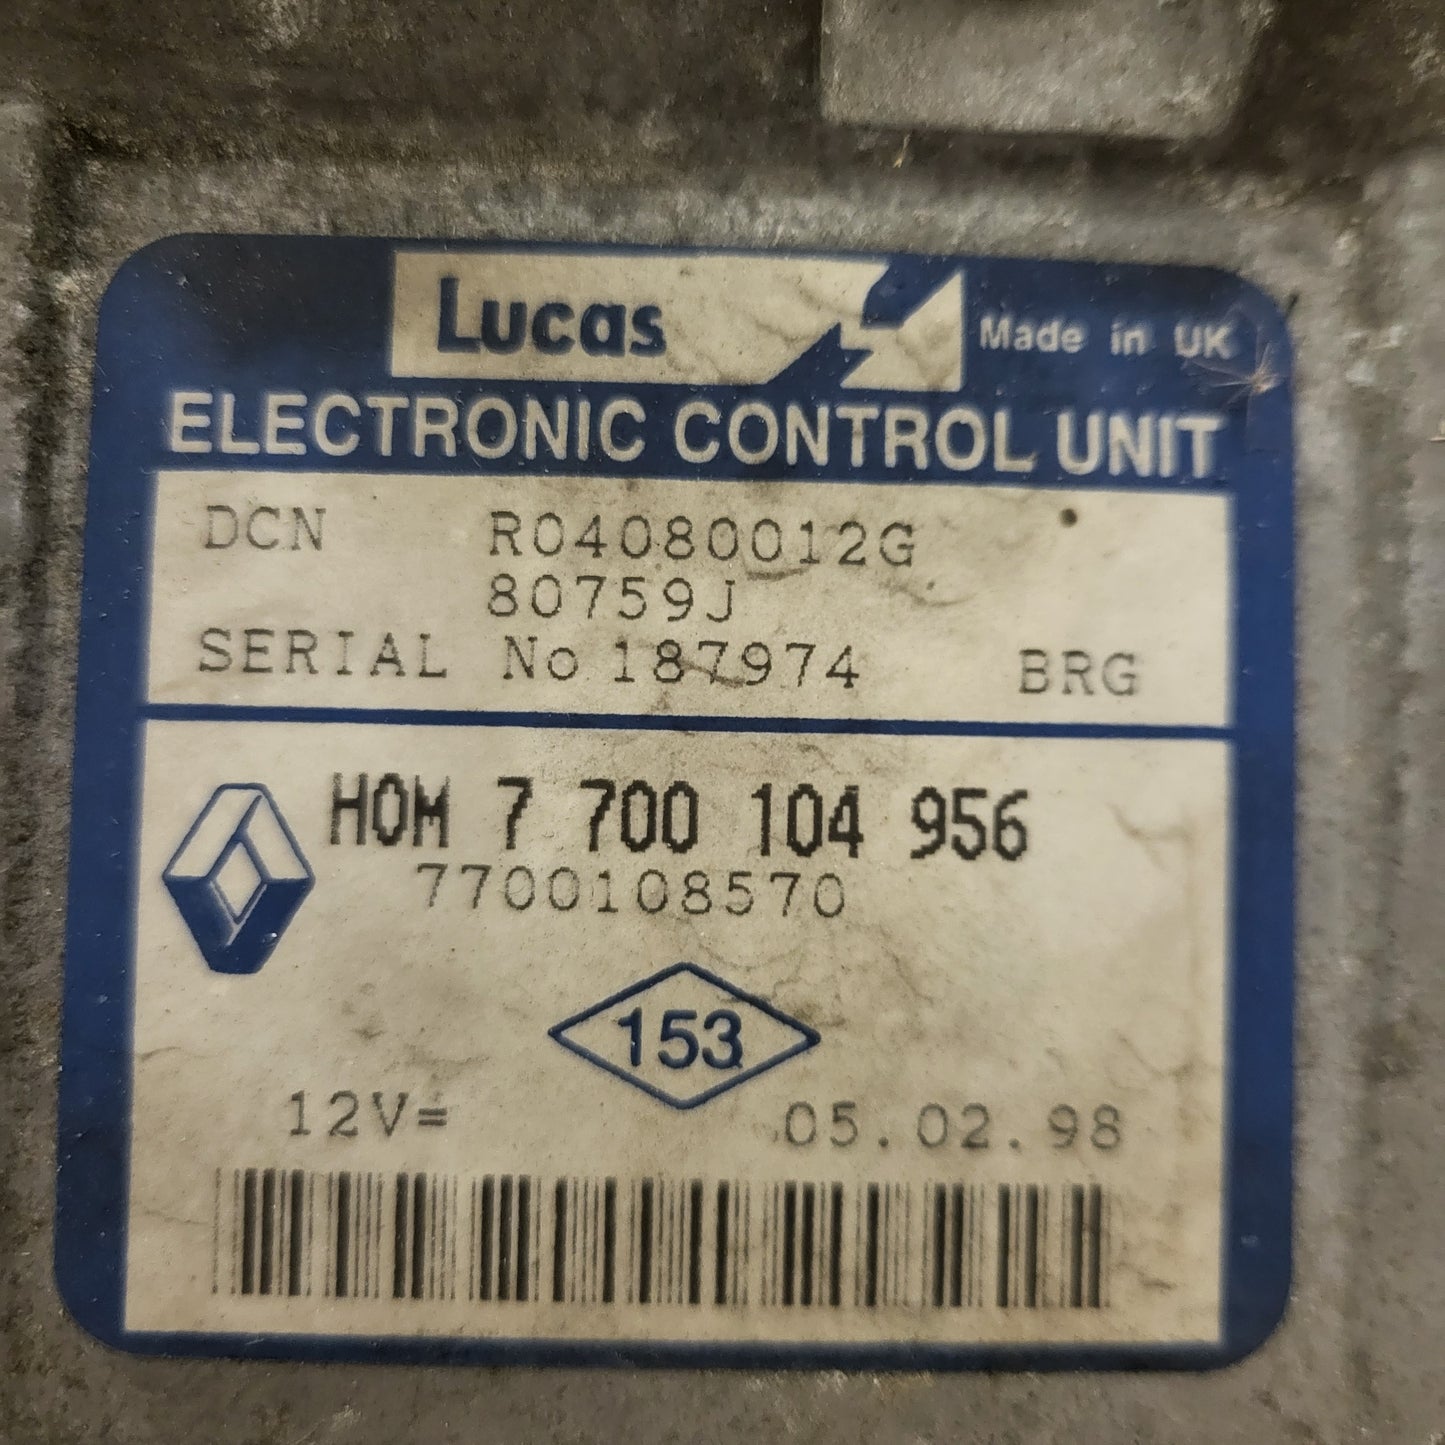 Lucas Made in UK
ELECTRONIC CONTROL UNIT
DCN R04080012G
80759J
SERIAL No 187974 BRG
HOM 7 700 104 956
7700108570
153
12V= 05.02.98